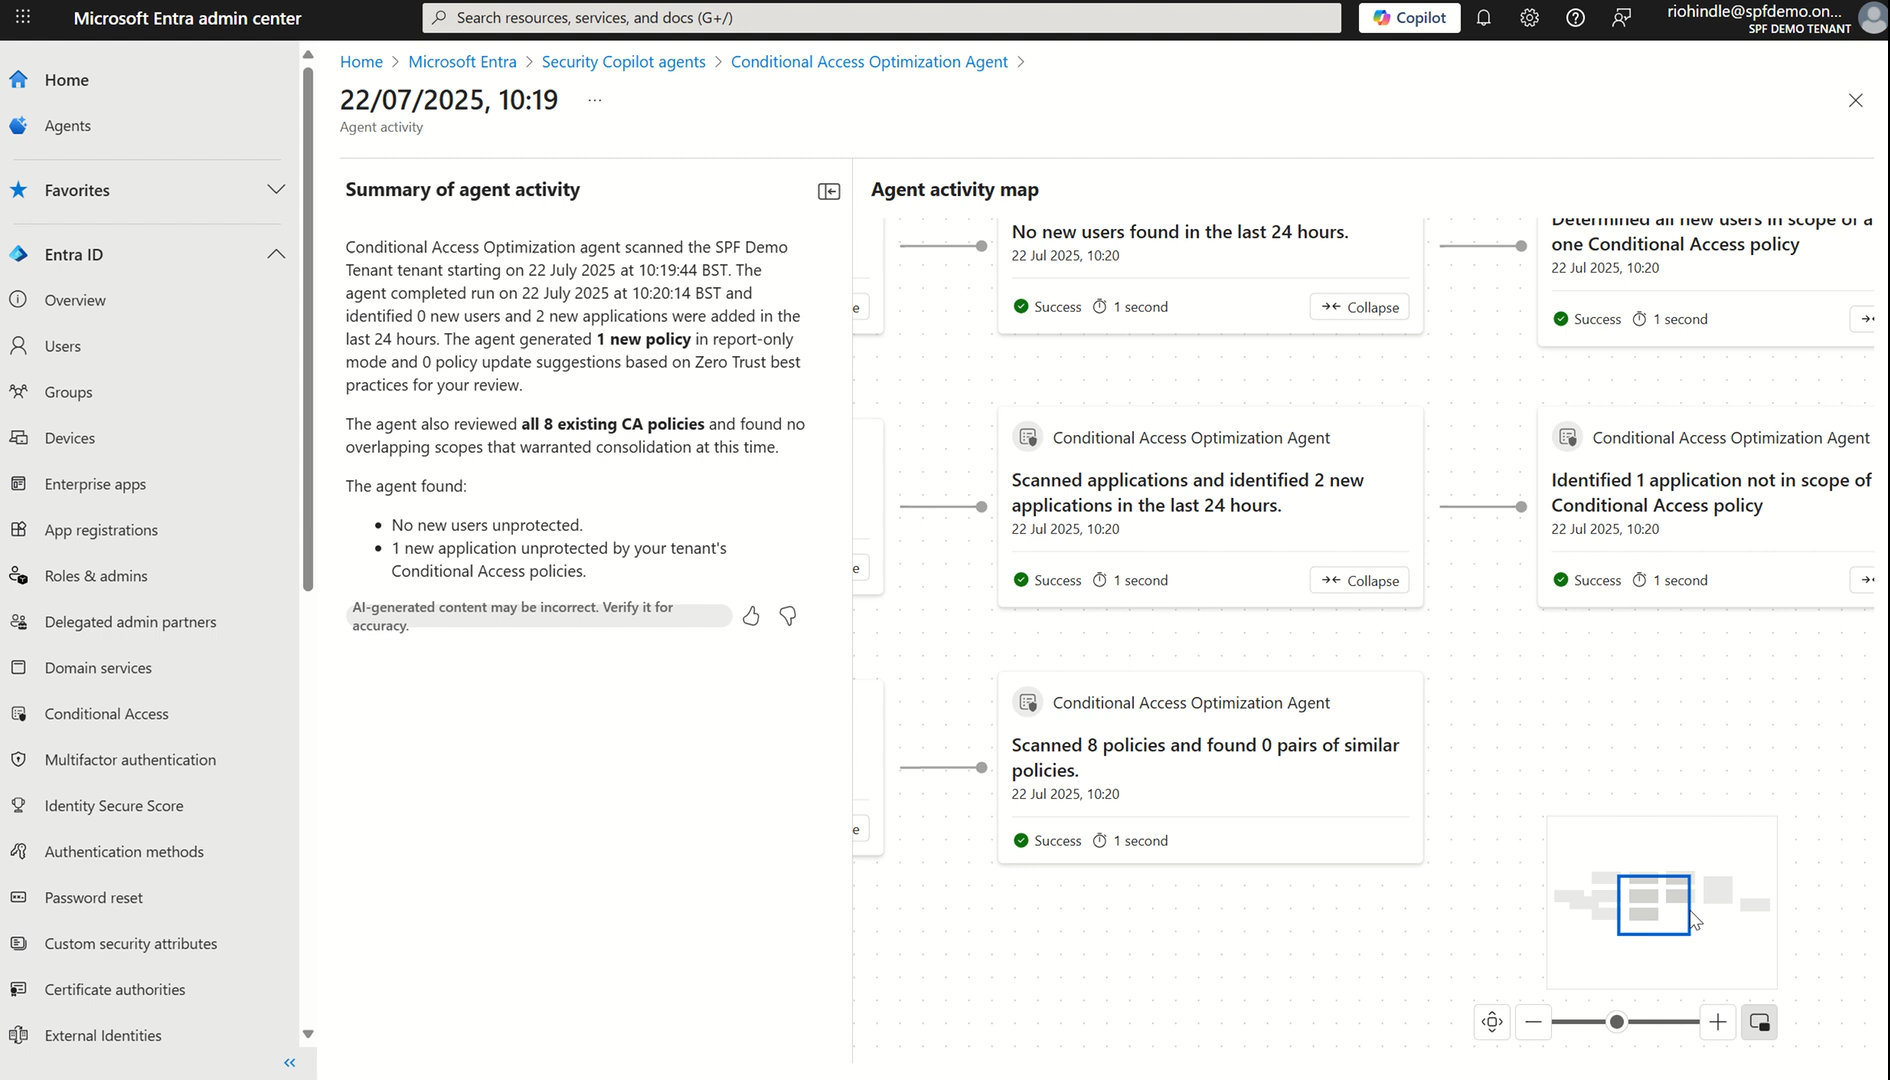 Microsoft Entra admin center
Search resources, services, and docs (G+/)
Copilot
riohindle@spfdemo.on...
SPF DEMO TENANT
Home
Agents
Favorites
Entra ID
Overview
Users
Groups
Devices
Enterprise apps
App registrations
Roles & admins
Delegated admin partners
Domain services
Conditional Access
Multifactor authentication
Identity Secure Score
Authentication methods
Password reset
Custom security attributes
Certificate authorities
External Identities
Home > Microsoft Entra > Security Copilot agents > Conditional Access Optimization Agent >
22/07/2025, 10:19 ...
Agent activity
Summary of agent activity
Conditional Access Optimization agent scanned the SPF Demo
Tenant tenant starting on 22 July 2025 at 10:19:44 BST. The
agent completed run on 22 July 2025 at 10:20:14 BST and
identified 0 new users and 2 new applications were added in the
last 24 hours. The agent generated 1 new policy in report-only
mode and 0 policy update suggestions based on Zero Trust best
practices for your review.
The agent also reviewed all 8 existing CA policies and found no
overlapping scopes that warranted consolidation at this time.
The agent found:
• No new users unprotected.
• 1 new application unprotected by your tenant's
Conditional Access policies.
AI-generated content may be incorrect. Verify it for
accuracy.
Agent activity map
e
No new users found in the last 24 hours.
22 Jul 2025, 10:20
Success 1 second
Collapse
Determined all new users in scope of a
one Conditional Access policy
22 Jul 2025, 10:20
Success 1 second
e
Conditional Access Optimization Agent
Scanned applications and identified 2 new
applications in the last 24 hours.
22 Jul 2025, 10:20
Success 1 second
Collapse
Conditional Access Optimization Agent
Identified 1 application not in scope of
Conditional Access policy
22 Jul 2025, 10:20
Success 1 second
e
Conditional Access Optimization Agent
Scanned 8 policies and found 0 pairs of similar
policies.
22 Jul 2025, 10:20
Success 1 second